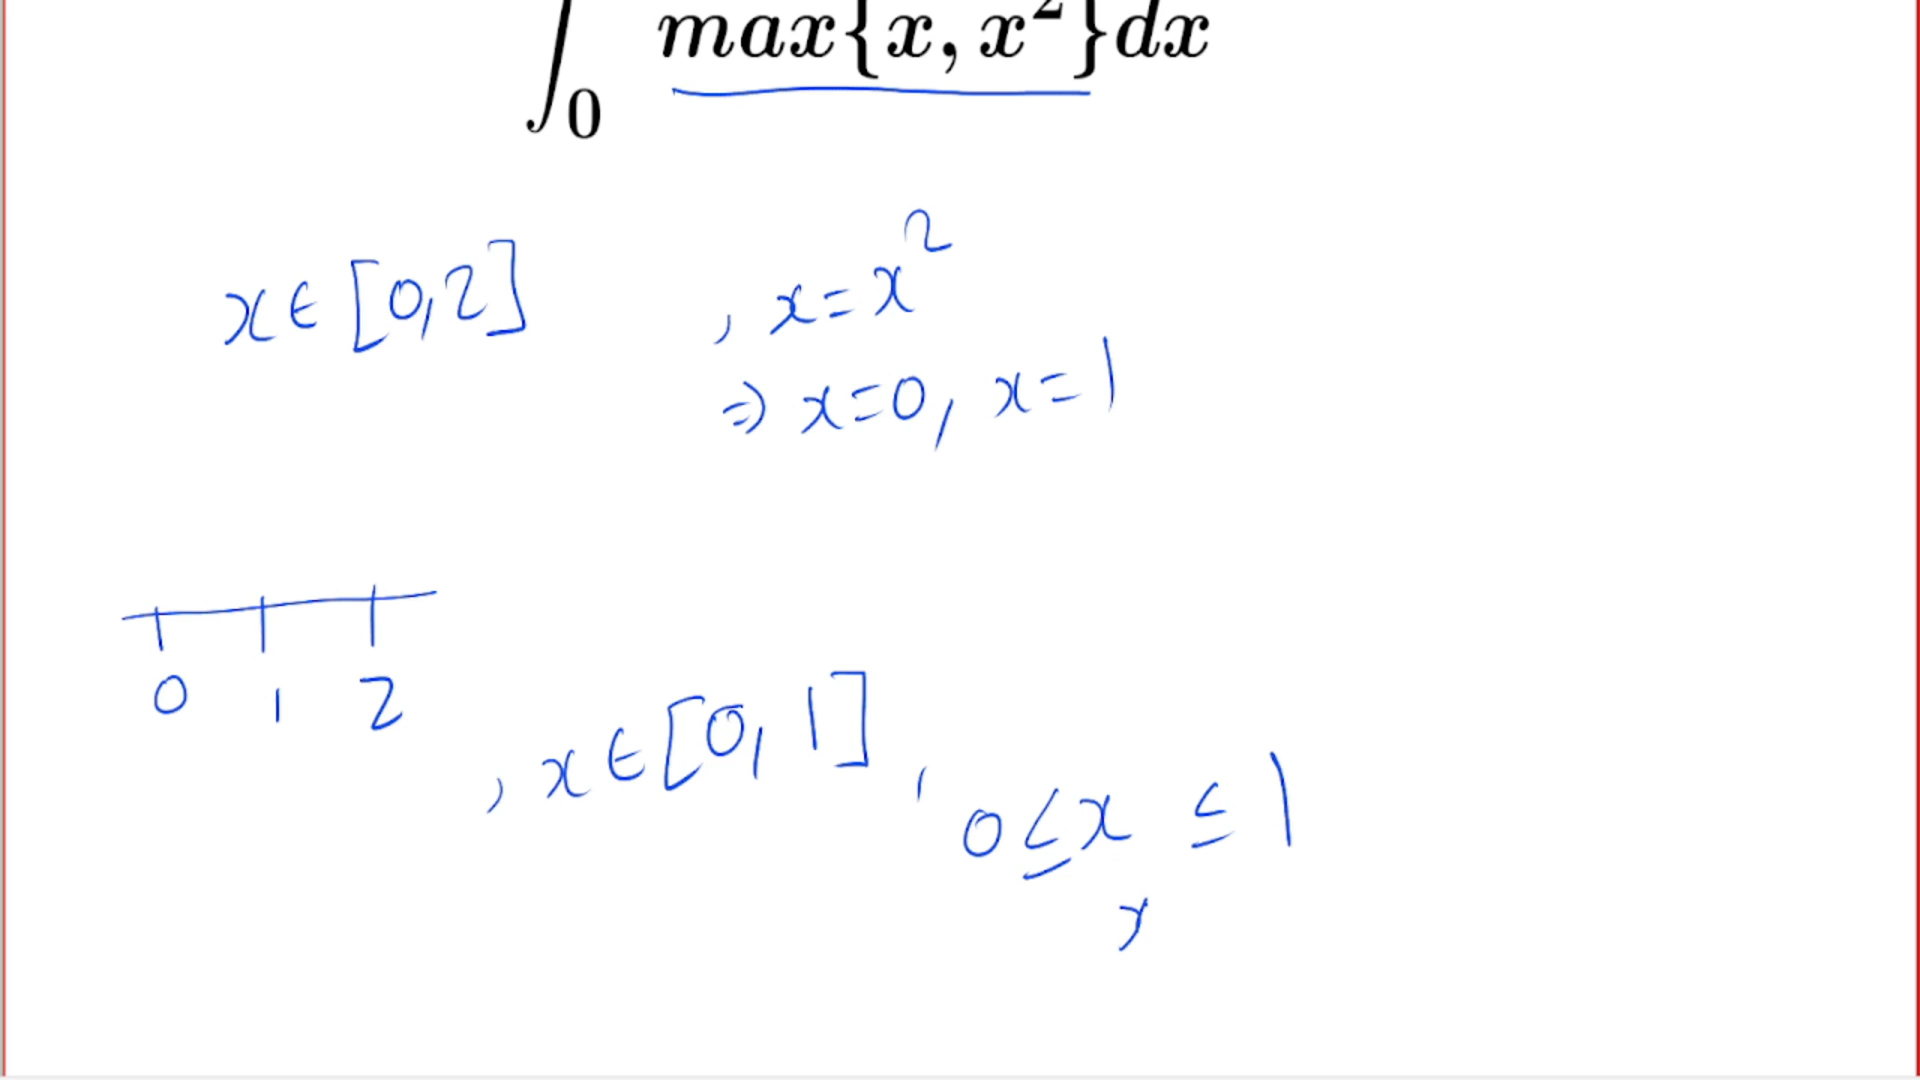 ∫₀ max{x, x²}dx
x ∈ [0,2] , x = x²
⇒ x=0, x=1
0 1 2
, x ∈ [0, 1] , 0 ≤ x ≤ 1
x